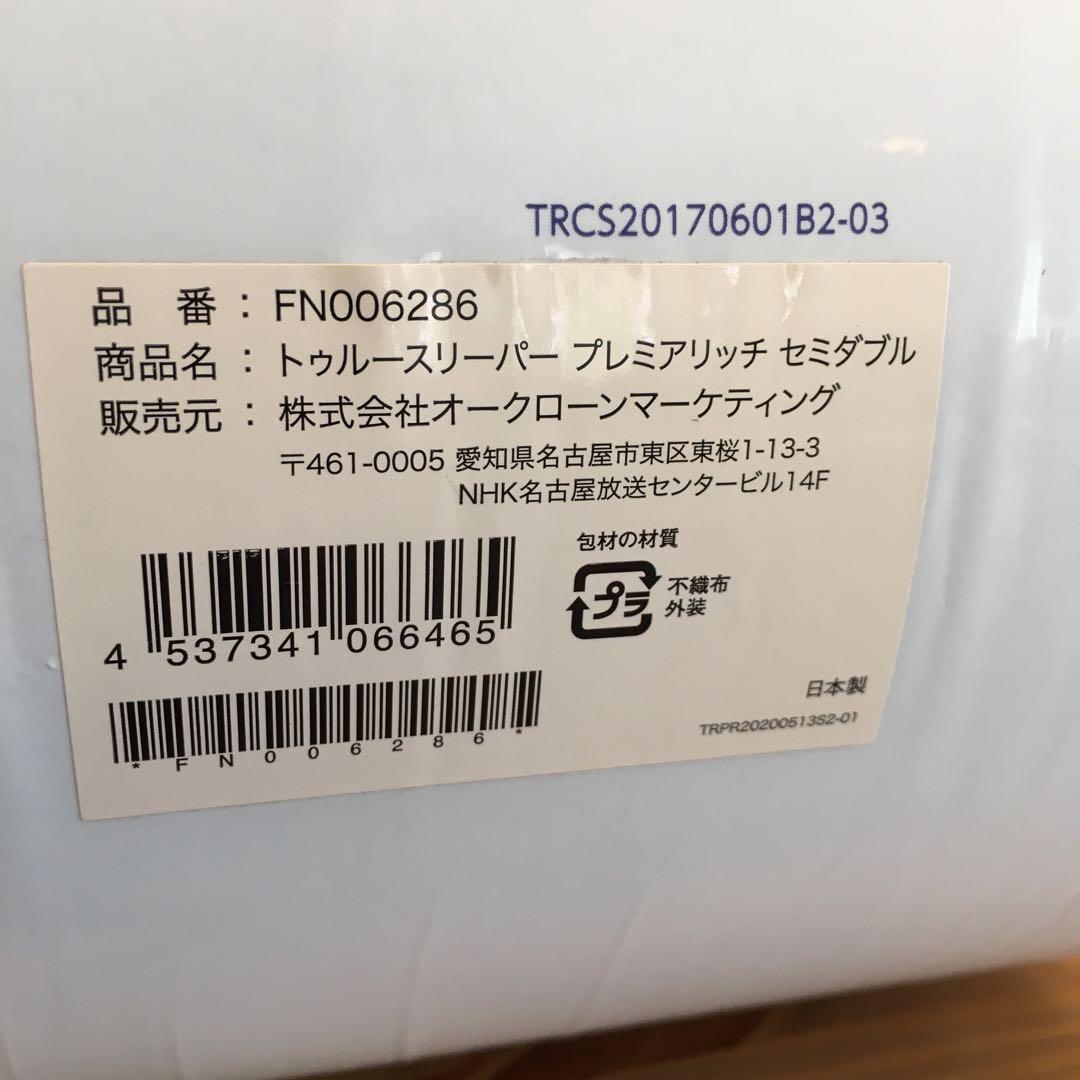 TRCS20170601B2-03
品 番 : FN006286
商品名 : トゥルースリーパー プレミアリッチ セミダブル
販売元 : 株式会社オークローンマーケティング
〒461-0005 愛知県名古屋市東区東桜1-13-3
NHK名古屋放送センタービル14F
包材の材質
プラ
不織布
外装
4 537341 066465
*FN006286*
日本製
TRPR20200513S2-01